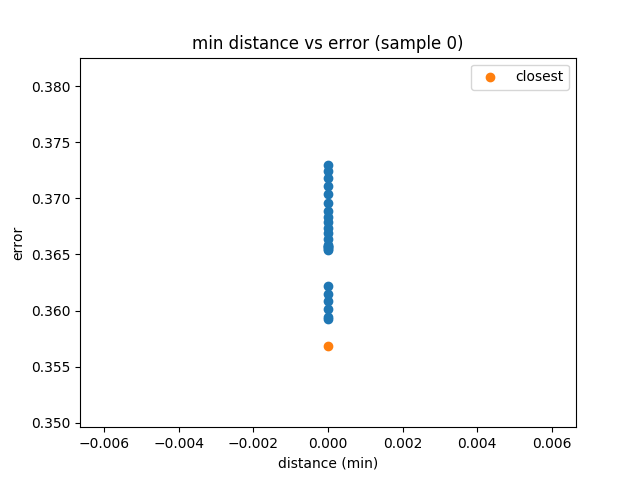 min distance vs error (sample 0)
closest
0.380
0.375
0.370
0.365
0.360
0.355
0.350
error
−0.006 −0.004 −0.002 0.000 0.002 0.004 0.006
distance (min)